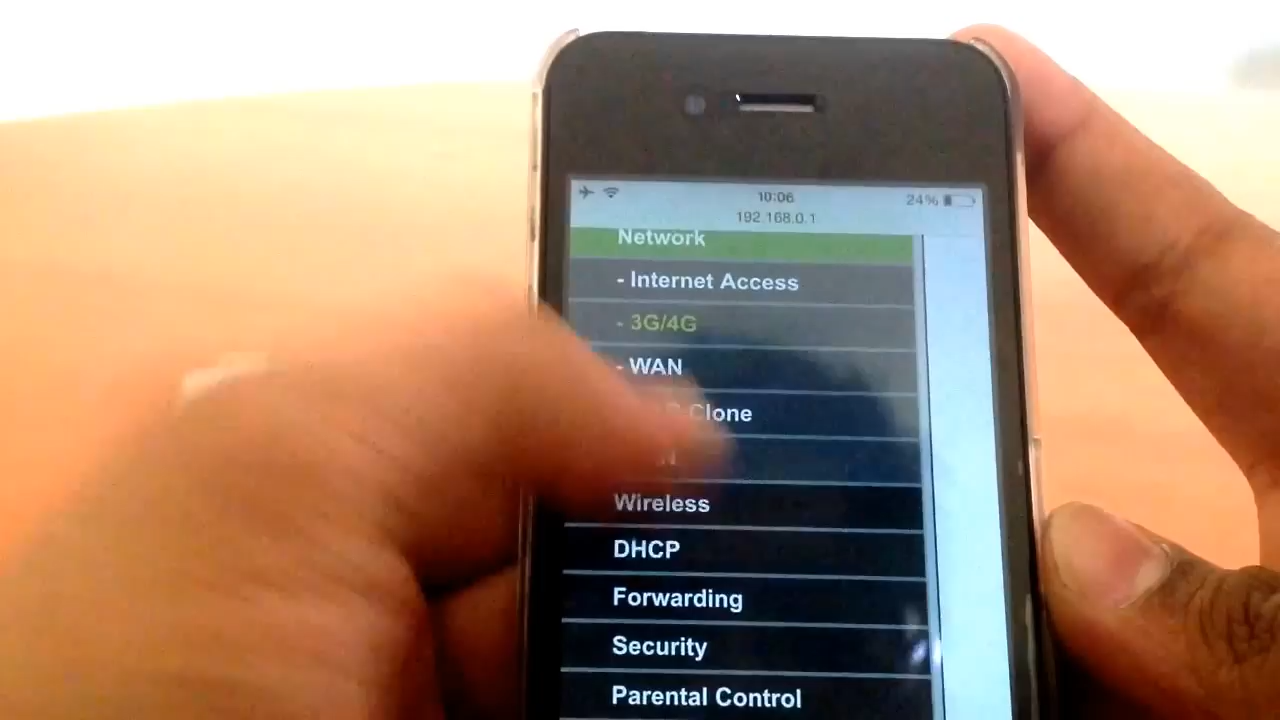 10:06
24%
192.168.0.1
Network
- Internet Access
- 3G/4G
- WAN
Clone
Wireless
DHCP
Forwarding
Security
Parental Control